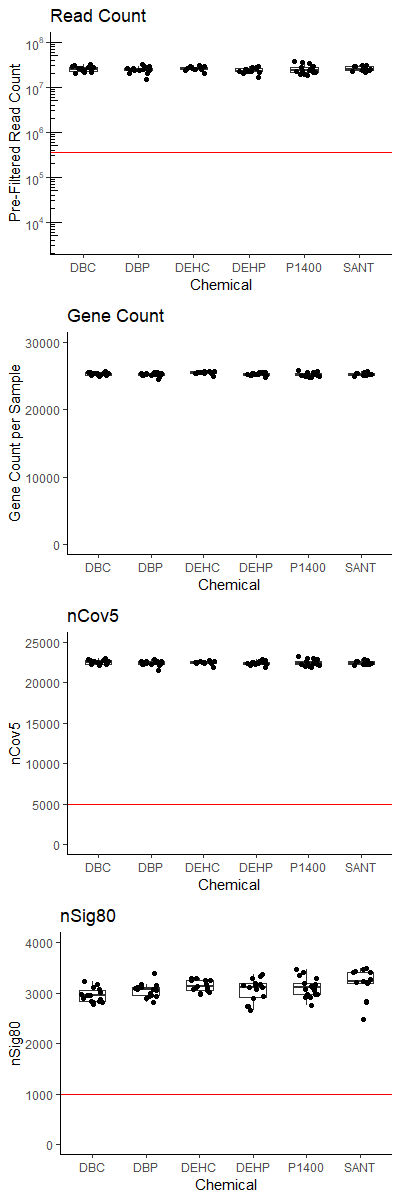 Read Count
Pre-Filtered Read Count
10⁸
10⁷
10⁶
10⁵
10⁴
DBC DBP DEHC DEHP P1400 SANT
Chemical
Gene Count
Gene Count per Sample
30000
20000
10000
0
DBC DBP DEHC DEHP P1400 SANT
Chemical
nCov5
nCov5
25000
20000
15000
10000
5000
0
DBC DBP DEHC DEHP P1400 SANT
Chemical
nSig80
nSig80
4000
3000
2000
1000
0
DBC DBP DEHC DEHP P1400 SANT
Chemical